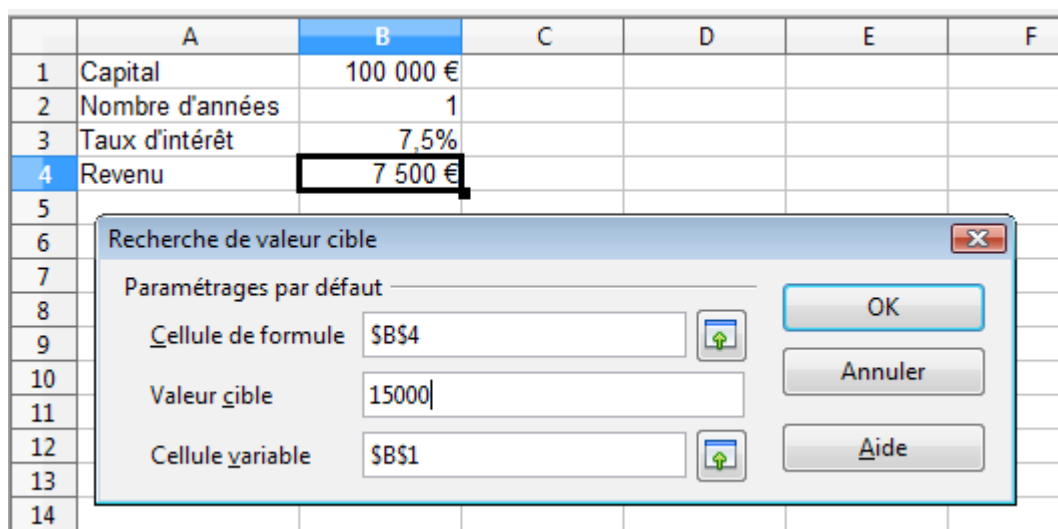 A B C D E F
1 Capital 100 000 €
2 Nombre d'années 1
3 Taux d'intérêt 7,5%
4 Revenu 7 500 €
5
6 Recherche de valeur cible
7 Paramétrages par défaut
8 OK
9 Cellule de formule $B$4
10 Annuler
11 Valeur cible 15000
12 Cellule variable $B$1 Aide
13
14